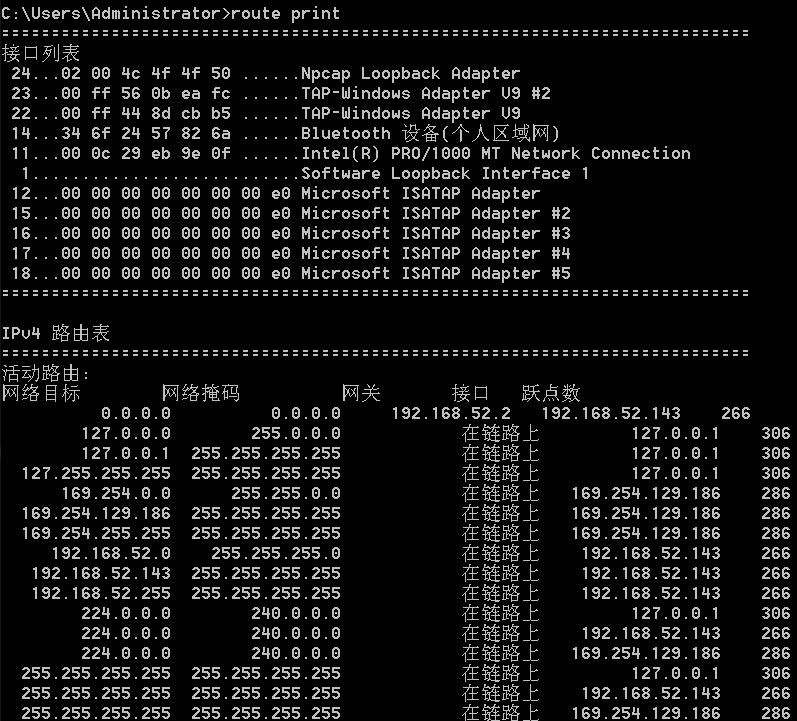 C:\Users\Administrator>route print
===========================================================================
接口列表
 24...02 00 4c 4f 4f 50 ......Npcap Loopback Adapter
 23...00 ff 56 0b ea fc ......TAP-Windows Adapter V9 #2
 22...00 ff 44 8d cb b5 ......TAP-Windows Adapter V9
 14...34 6f 24 57 82 6a ......Bluetooth 设备(个人区域网)
 11...00 0c 29 eb 9e 0f ......Intel(R) PRO/1000 MT Network Connection
  1...........................Software Loopback Interface 1
 12...00 00 00 00 00 00 00 e0 Microsoft ISATAP Adapter
 15...00 00 00 00 00 00 00 e0 Microsoft ISATAP Adapter #2
 16...00 00 00 00 00 00 00 e0 Microsoft ISATAP Adapter #3
 17...00 00 00 00 00 00 00 e0 Microsoft ISATAP Adapter #4
 18...00 00 00 00 00 00 00 e0 Microsoft ISATAP Adapter #5
===========================================================================
IPv4 路由表
===========================================================================
活动路由:
网络目标        网络掩码          网关       接口   跃点数
          0.0.0.0          0.0.0.0     192.168.52.2   192.168.52.143    266
        127.0.0.0        255.0.0.0            在链路上         127.0.0.1    306
        127.0.0.1  255.255.255.255            在链路上         127.0.0.1    306
  127.255.255.255  255.255.255.255            在链路上         127.0.0.1    306
      169.254.0.0      255.255.0.0            在链路上   169.254.129.186    286
  169.254.129.186  255.255.255.255            在链路上   169.254.129.186    286
  169.254.255.255  255.255.255.255            在链路上   169.254.129.186    286
     192.168.52.0    255.255.255.0            在链路上    192.168.52.143    266
   192.168.52.143  255.255.255.255            在链路上    192.168.52.143    266
   192.168.52.255  255.255.255.255            在链路上    192.168.52.143    266
        224.0.0.0        240.0.0.0            在链路上         127.0.0.1    306
        224.0.0.0        240.0.0.0            在链路上    192.168.52.143    266
        224.0.0.0        240.0.0.0            在链路上   169.254.129.186    286
  255.255.255.255  255.255.255.255            在链路上         127.0.0.1    306
  255.255.255.255  255.255.255.255            在链路上    192.168.52.143    266
  255.255.255.255  255.255.255.255            在链路上   169.254.129.186    286